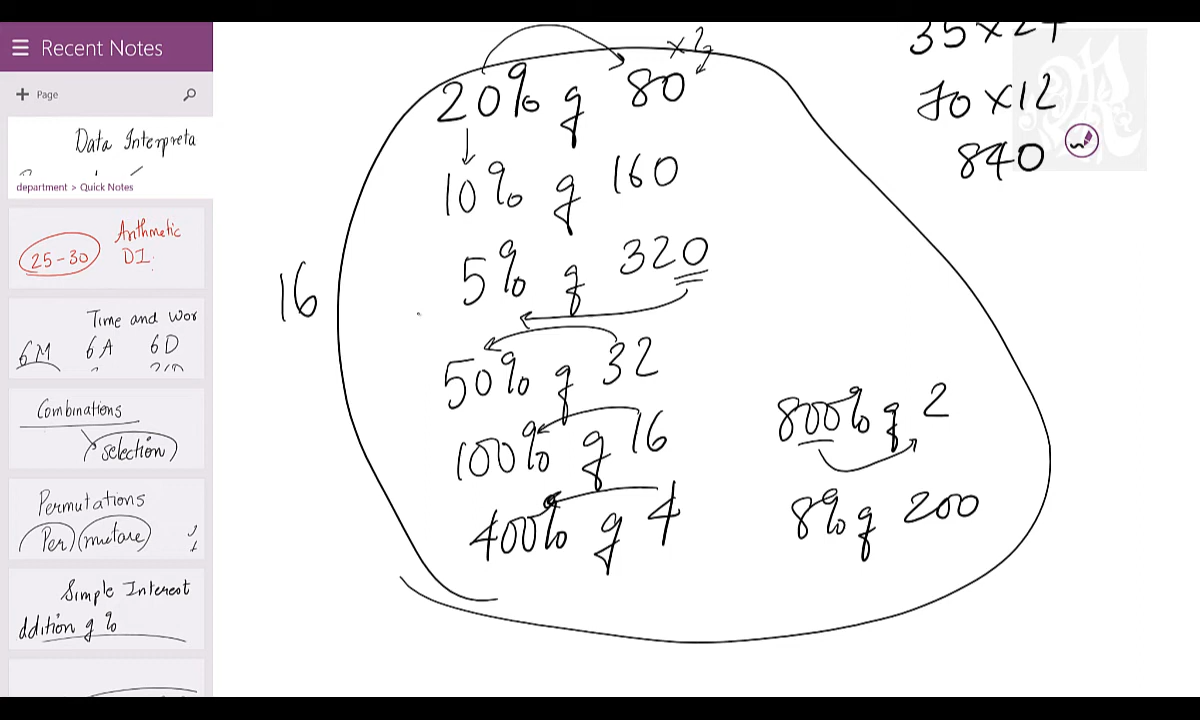 Recent Notes
+ Page
Data Interpreta
department > Quick Notes
Arithmetic
25-30 DI.
Time and Wor
6M 6A 6D
Combinations
selection)
Permutations
(Per) (mutare)
Simple Interest
ddition of %
20% of 80 ×2
10% of 160
5% of 320
16
50% of 32
100% of 16
400% of 4
800% of 2
8% of 200
35×24
70×12
840